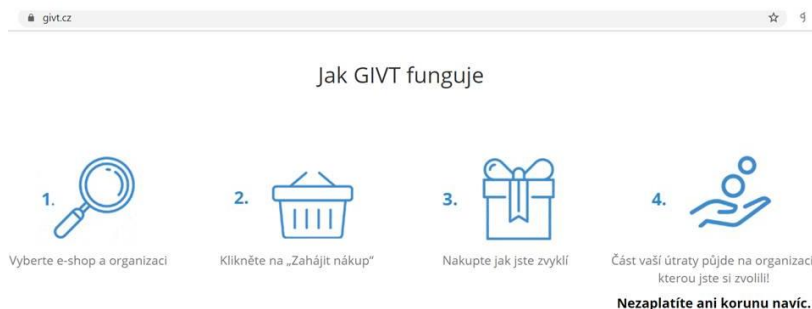 givt.cz
Jak GIVT funguje
1.
Vyberte e-shop a organizaci
2.
Klikněte na „Zahájit nákup“
3.
Nakupte jak jste zvyklí
4.
Část vaší útraty půjde na organizaci
kterou jste si zvolili!
Nezaplatíte ani korunu navíc.